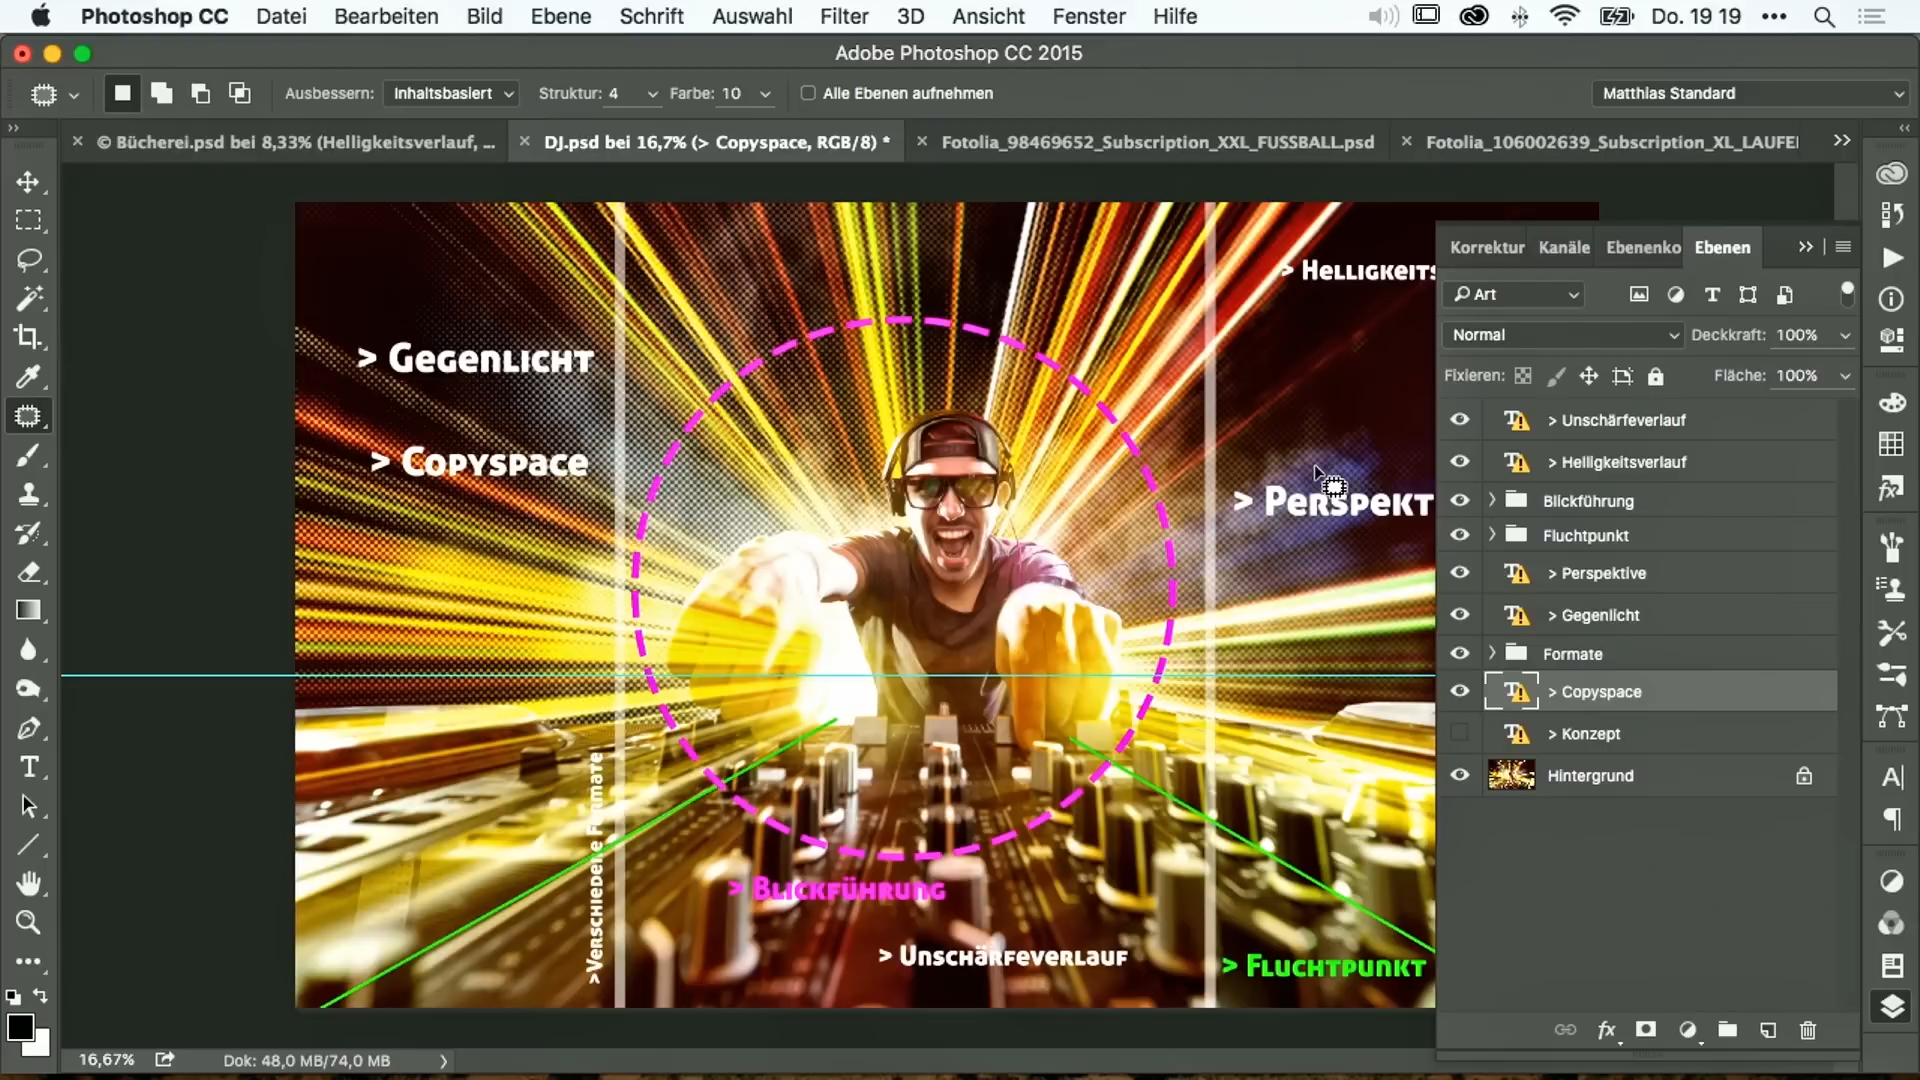 Photoshop CC Datei Bearbeiten Bild Ebene Schrift Auswahl Filter 3D Ansicht Fenster Hilfe Do. 19 19
Adobe Photoshop CC 2015
Ausbessern: Inhaltsbasiert Struktur: 4 Farbe: 10 Alle Ebenen aufnehmen Matthias Standard
© Bücherei.psd bei 8,33% (Helligkeitsverlauf, ... DJ.psd bei 16,7% (> Copyspace, RGB/8) * Fotolia_98469652_Subscription_XXL_FUSSBALL.psd Fotolia_106002639_Subscription_XL_LAUFE
> Helligkeits
> Gegenlicht
> Copyspace
> Perspekt
> Verschiedene Formate
> Blickführung
> Unschärfeverlauf
> Fluchtpunkt
Korrektur Kanäle Ebenenko Ebenen
Art
Normal Deckkraft: 100%
Fixieren: Fläche: 100%
> Unschärfeverlauf
> Helligkeitsverlauf
Blickführung
Fluchtpunkt
> Perspektive
> Gegenlicht
Formate
> Copyspace
> Konzept
Hintergrund
fx
16,67% Dok: 48,0 MB/74,0 MB